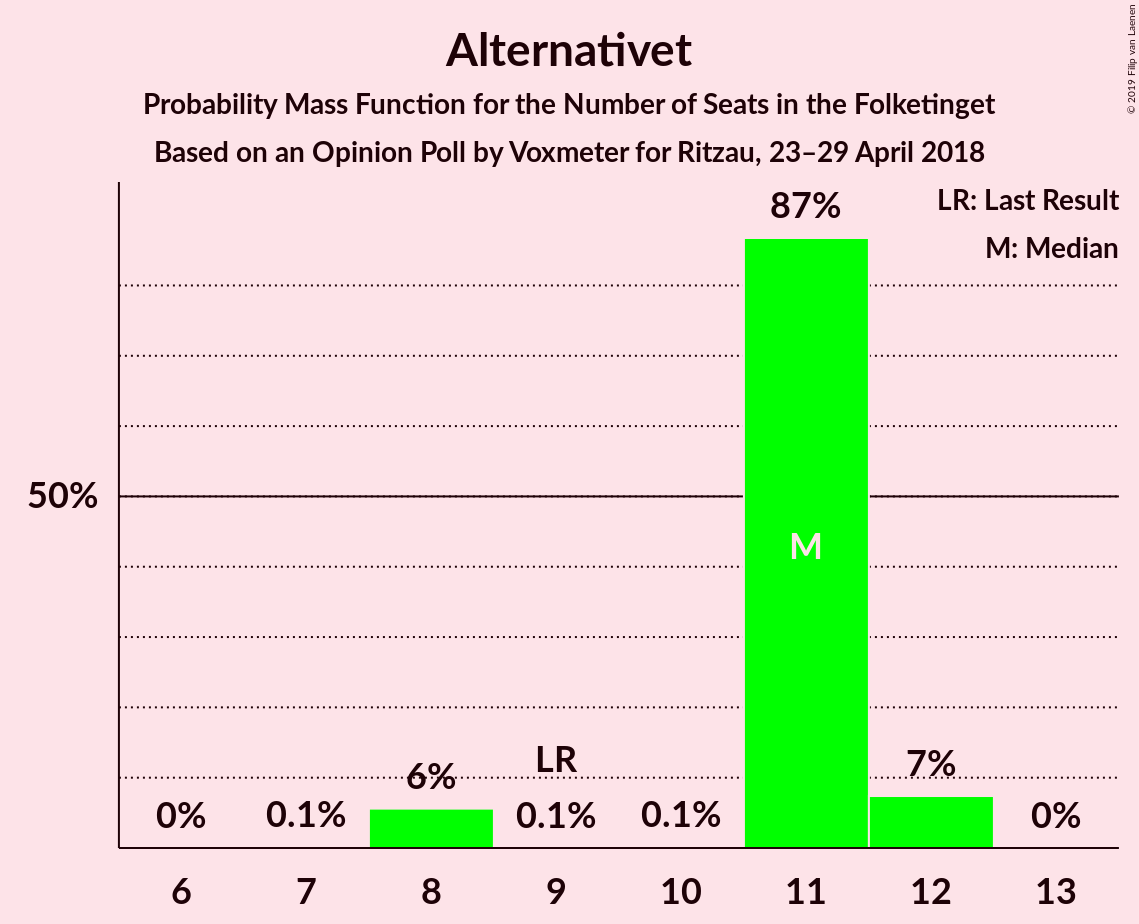 Alternativet
Probability Mass Function for the Number of Seats in the Folketinget
Based on an Opinion Poll by Voxmeter for Ritzau, 23–29 April 2018
© 2019 Filip van Laenen
LR: Last Result
M: Median
87%
50%
M
LR
7%
6%
0%
0.1%
0.1%
0.1%
0%
6 7 8 9 10 11 12 13